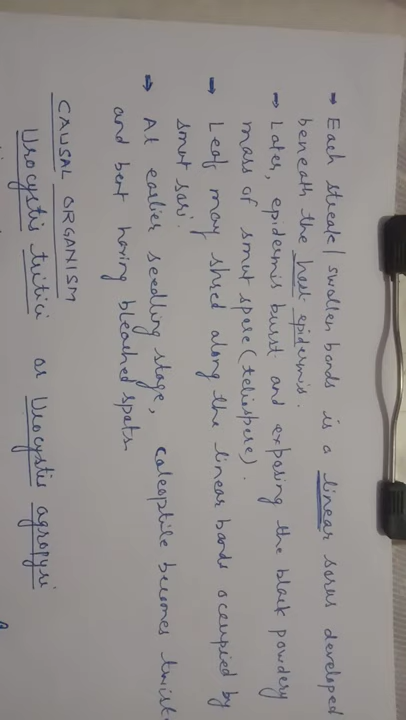 → Each streak/swollen bands is a linear sorus developed
beneath the host epidermis.
→ Later, epidermis burst and exposing the black powdery
mass of smut spore (teliospore).
→ Leaf may shred along the linear bands occupied by
smut sori.
→ At earlier seedling stage, coleoptile becomes
and bent having bleached spots.
CAUSAL ORGANISM
Urocystis tritici or Urocystis agropyri